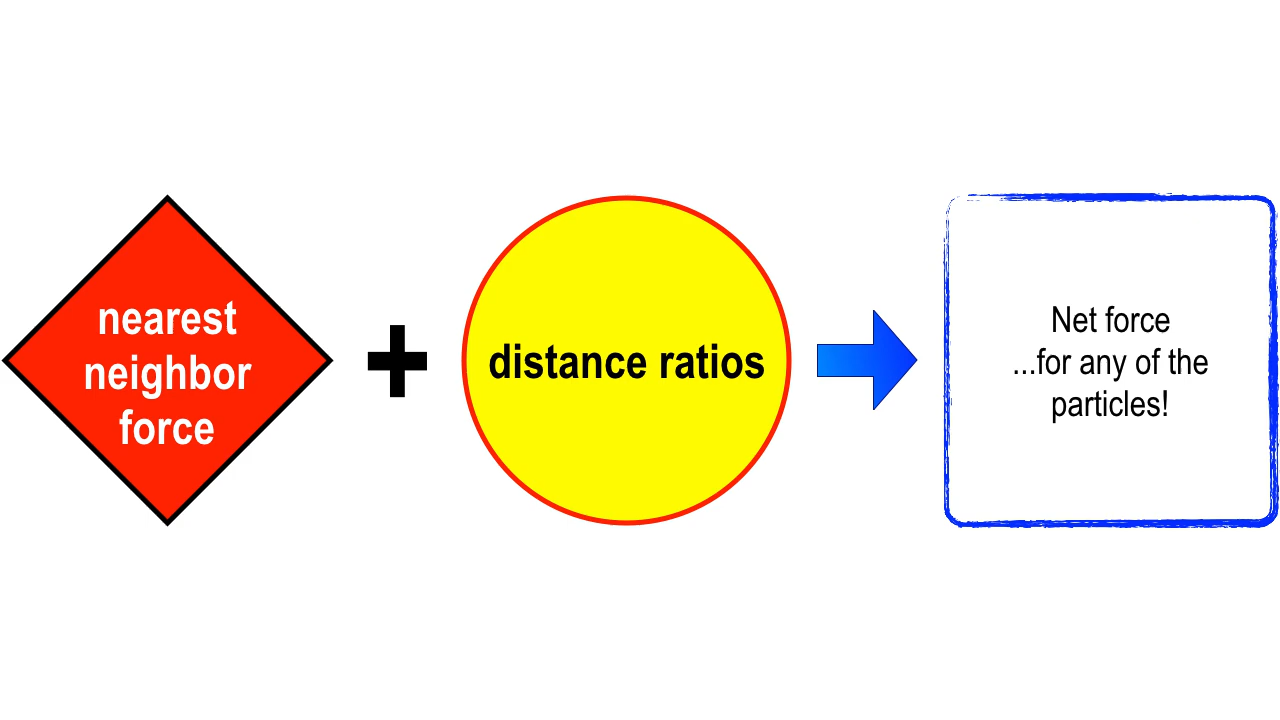 nearest
neighbor
force
+
distance ratios
Net force
...for any of the
particles!